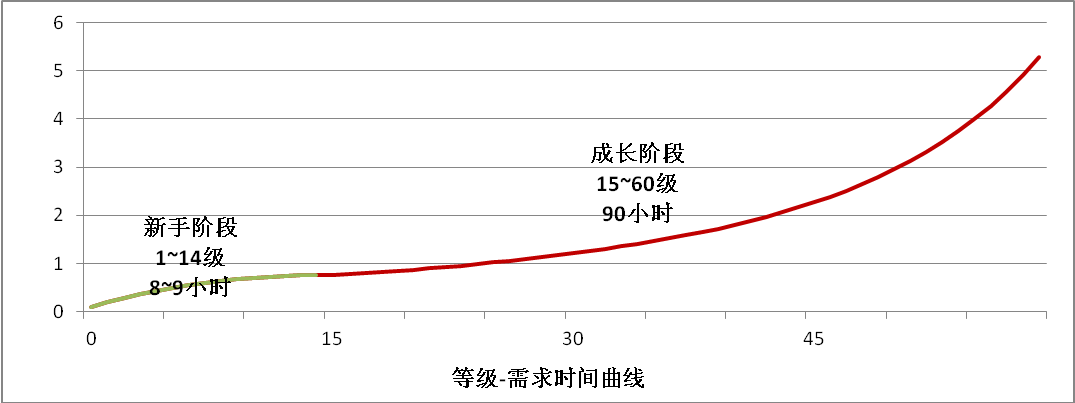 6
5
4
3
2
1
0
成长阶段
15~60级
90小时
新手阶段
1~14级
8~9小时
0 15 30 45
等级-需求时间曲线